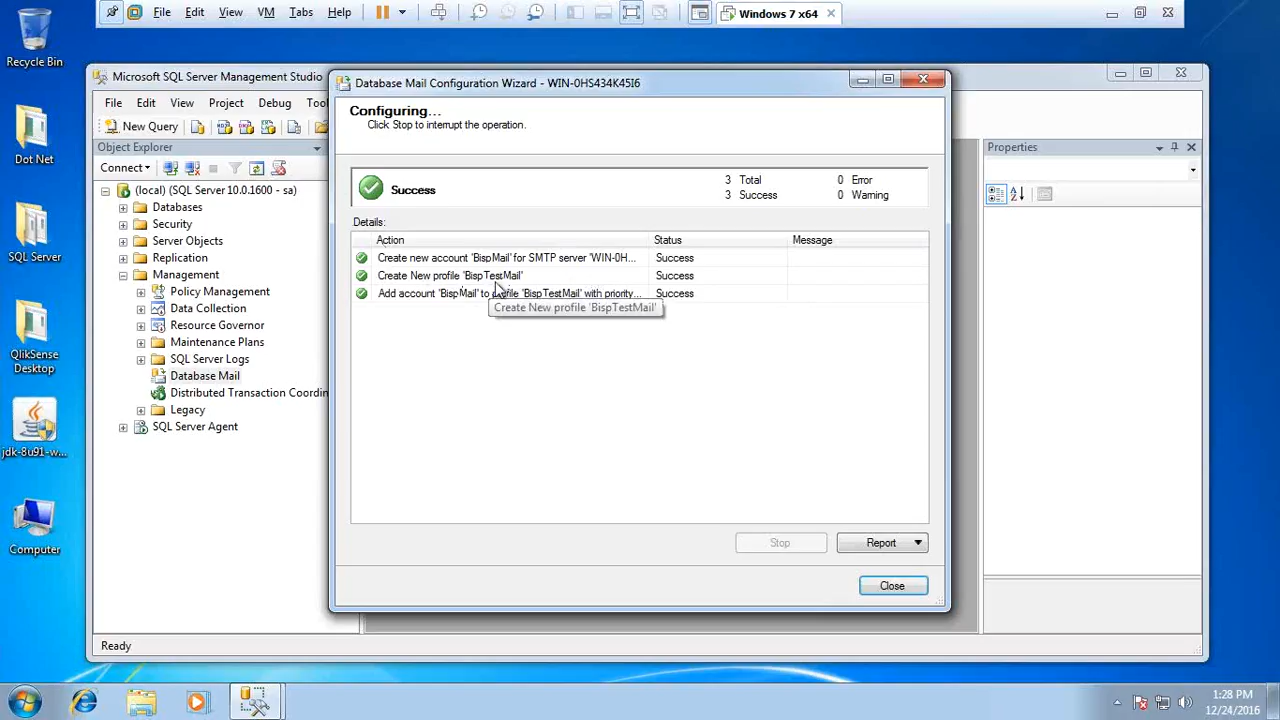 File Edit View VM Tabs Help
Windows 7 x64
Recycle Bin
Dot Net
SQL Server
QlikSense
Desktop
jdk-8u91-w...
Computer
Microsoft SQL Server Management Studio
File Edit View Project Debug
New Query
Object Explorer
Connect
(local) (SQL Server 10.0.1600 - sa)
Databases
Security
Server Objects
Replication
Management
Policy Management
Data Collection
Resource Governor
Maintenance Plans
SQL Server Logs
Database Mail
Distributed Transaction Coordin
Legacy
SQL Server Agent
Ready
Database Mail Configuration Wizard - WIN-0HS434K45I6
Configuring...
Click Stop to interrupt the operation.
Success
3 Total 0 Error
3 Success 0 Warning
Details:
Action Status Message
Create new account 'BispMail' for SMTP server 'WIN-0H... Success
Create New profile 'BispTestMail' Success
Add account 'BispMail' to profile 'BispTestMail' with priority... Success
Create New profile 'BispTestMail'
Stop Report
Close
Properties
1:28 PM
12/24/2016